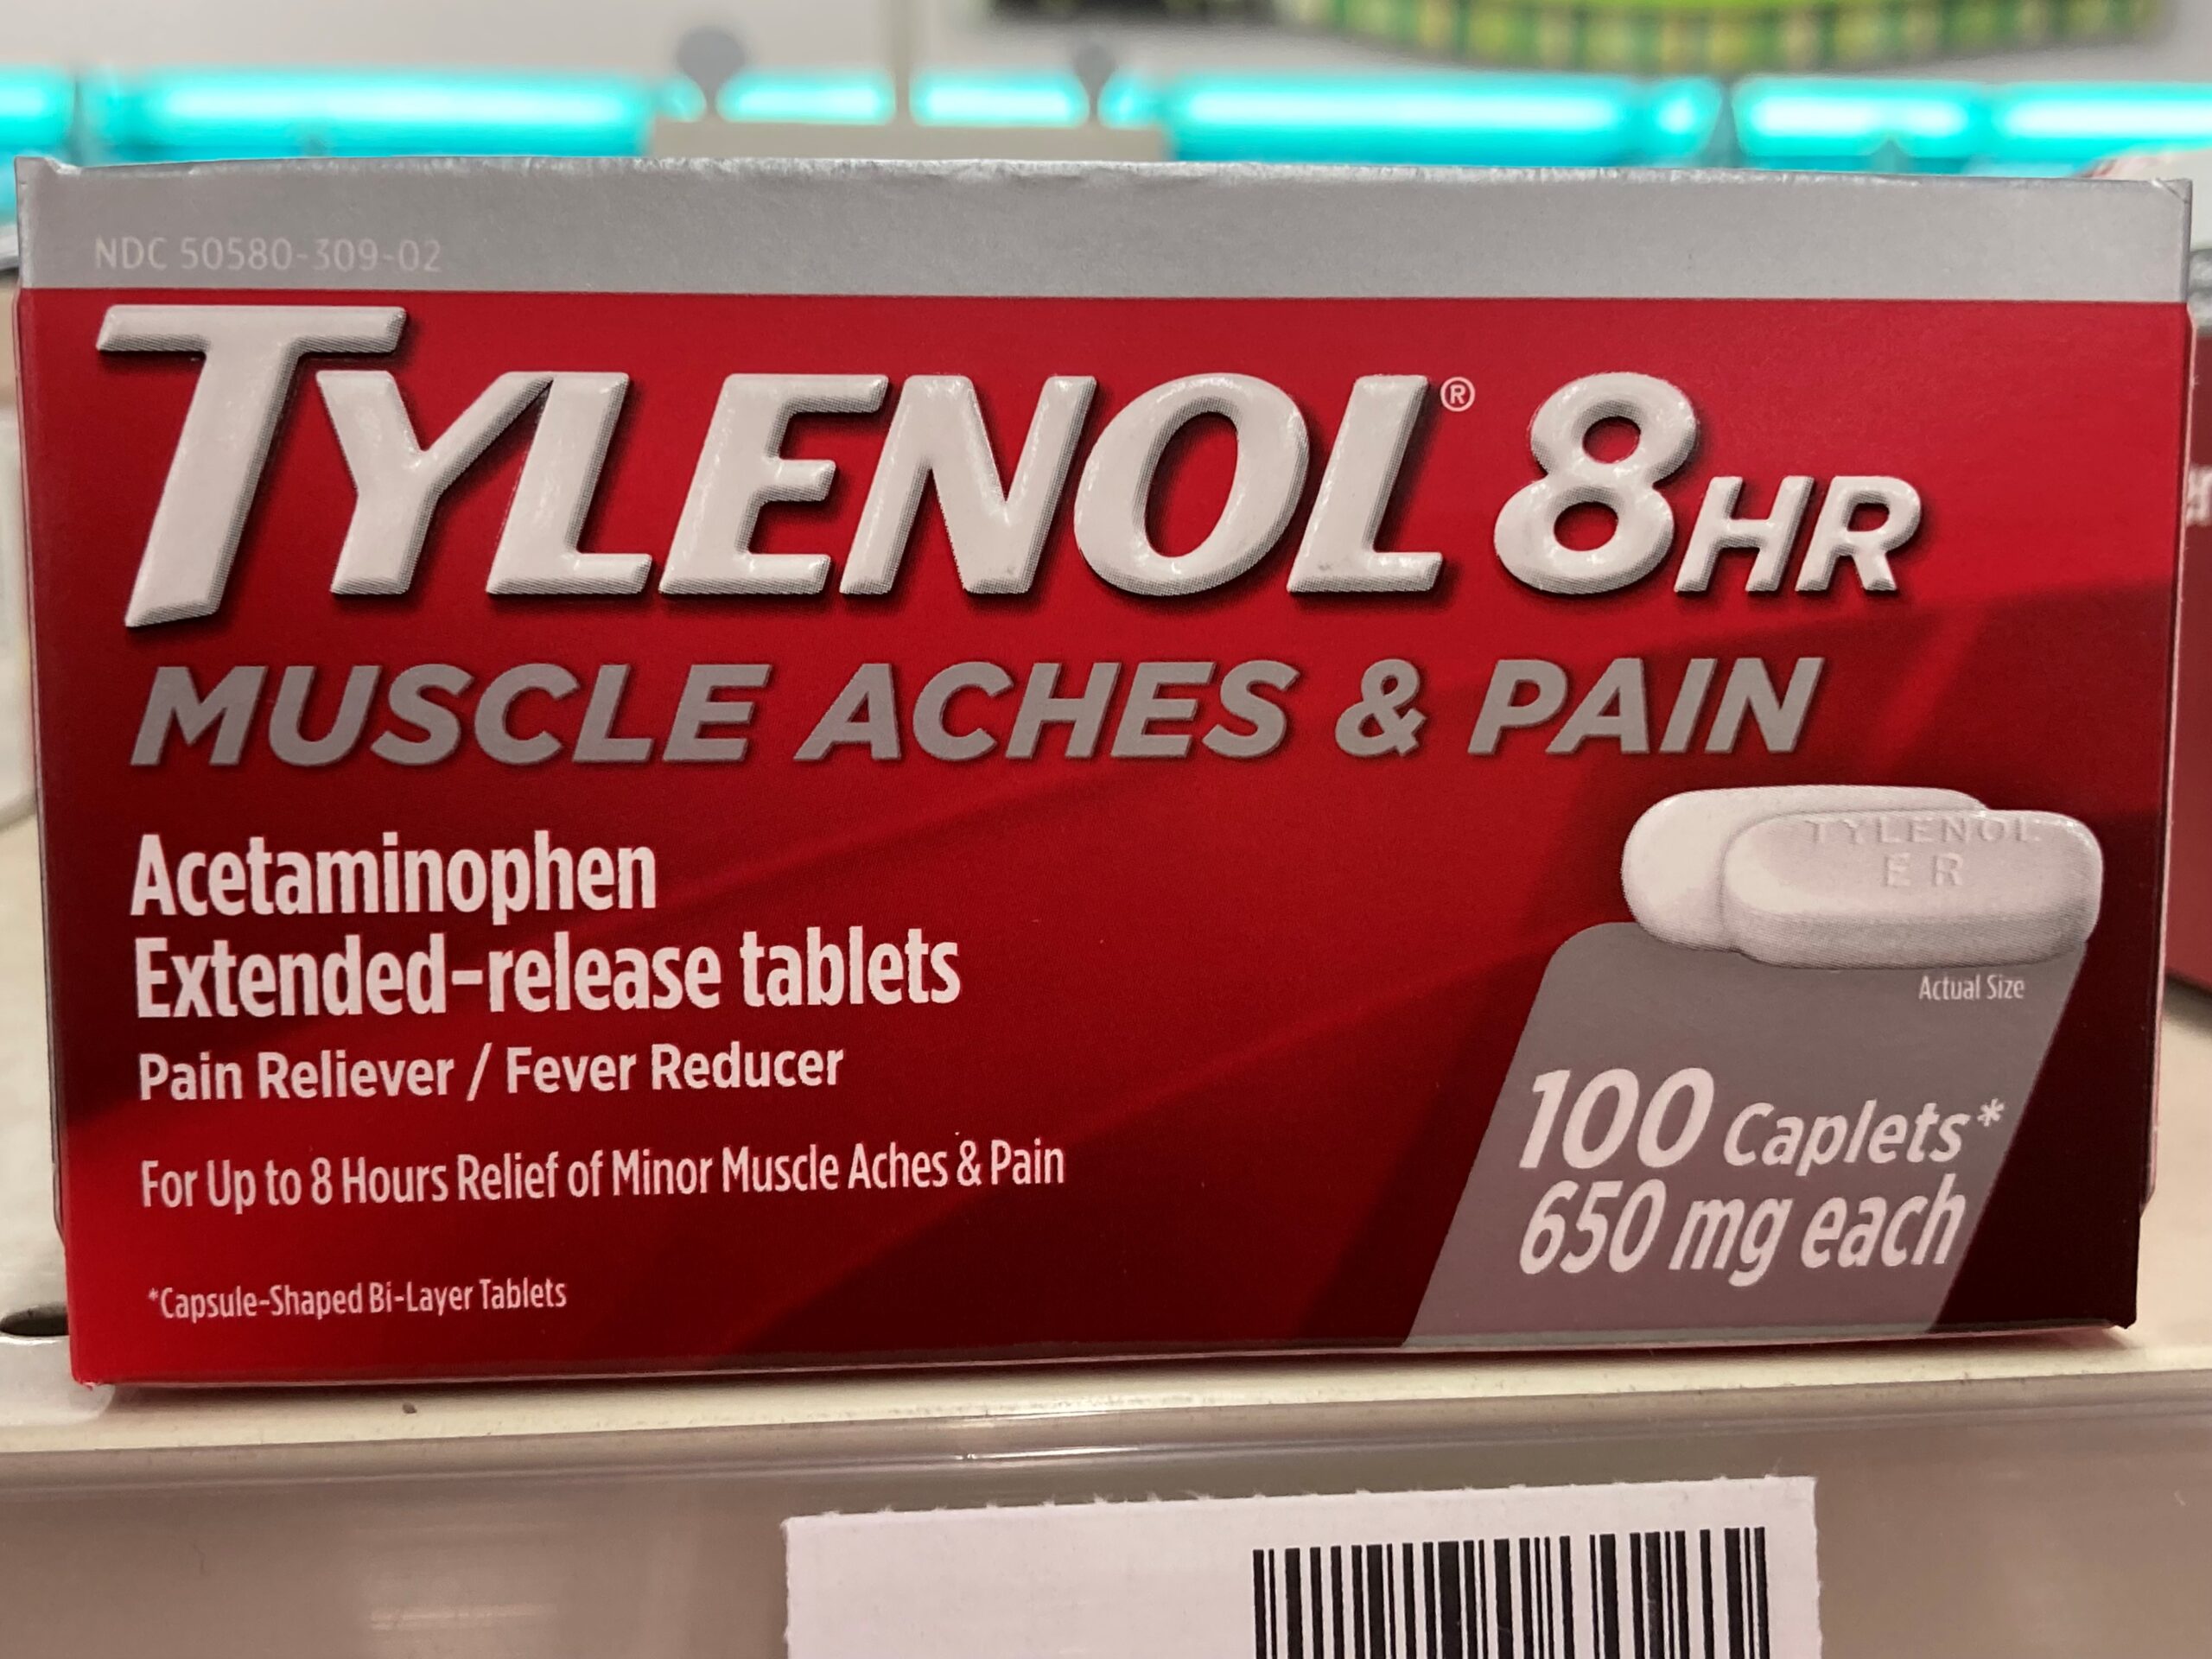 NDC 50580-309-02
TYLENOL® 8HR
MUSCLE ACHES & PAIN
Acetaminophen
Extended-release tablets
Pain Reliever / Fever Reducer
For Up to 8 Hours Relief of Minor Muscle Aches & Pain
*Capsule-Shaped Bi-Layer Tablets
TYLENOL
ER
Actual Size
100 Caplets*
650 mg each